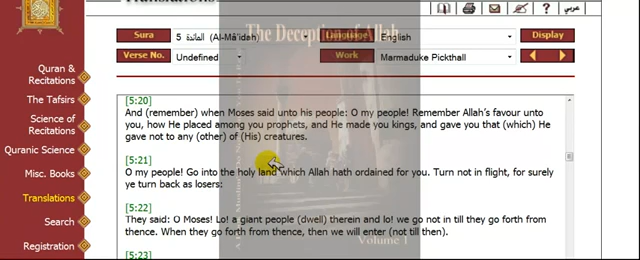 Translations
Sura
5 المائدة (Al-Mā'idah)
Language
English
Display
Verse No.
Undefined
Work
Marmaduke Pickthall
عربي
The Deception of Allah
Quran &
Recitations
The Tafsirs
Science of
Recitations
Quranic Science
Misc. Books
Translations
Search
Registration
[5:20]
And (remember) when Moses said unto his people: O my people! Remember Allah's favour unto
you, how He placed among you prophets, and He made you kings, and gave you that (which) He
gave not to any (other) of (His) creatures.
[5:21]
O my people! Go into the holy land which Allah hath ordained for you. Turn not in flight, for surely
ye turn back as losers:
[5:22]
They said: O Moses! Lo! a giant people (dwell) therein and lo! we go not in till they go forth from
thence. When they go forth from thence, then we will enter (not till then).
Volume 1
[5:23]